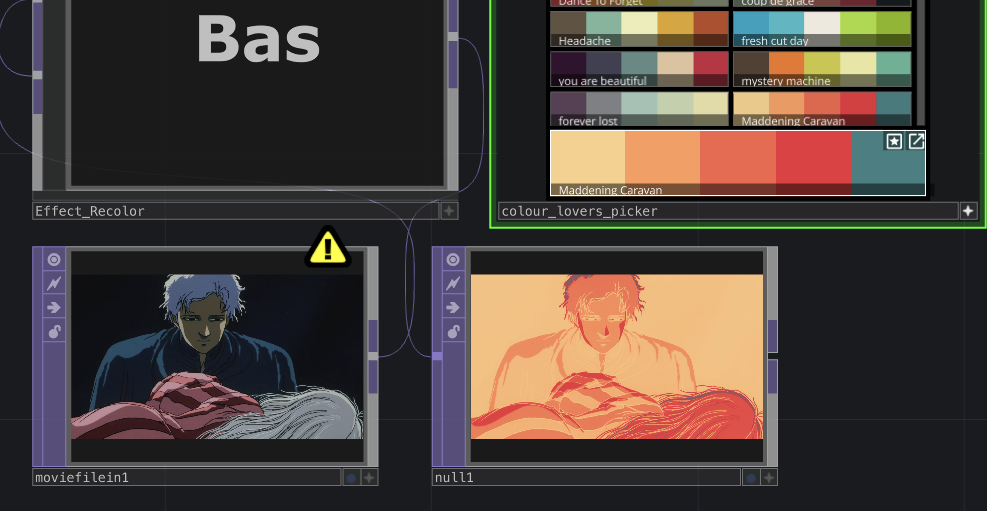 Bas
Dance To Forget
coup de grace
Headache
fresh cut day
you are beautiful
mystery machine
forever lost
Maddening Caravan
Maddening Caravan
Effect_Recolor
colour_lovers_picker
moviefilein1
null1